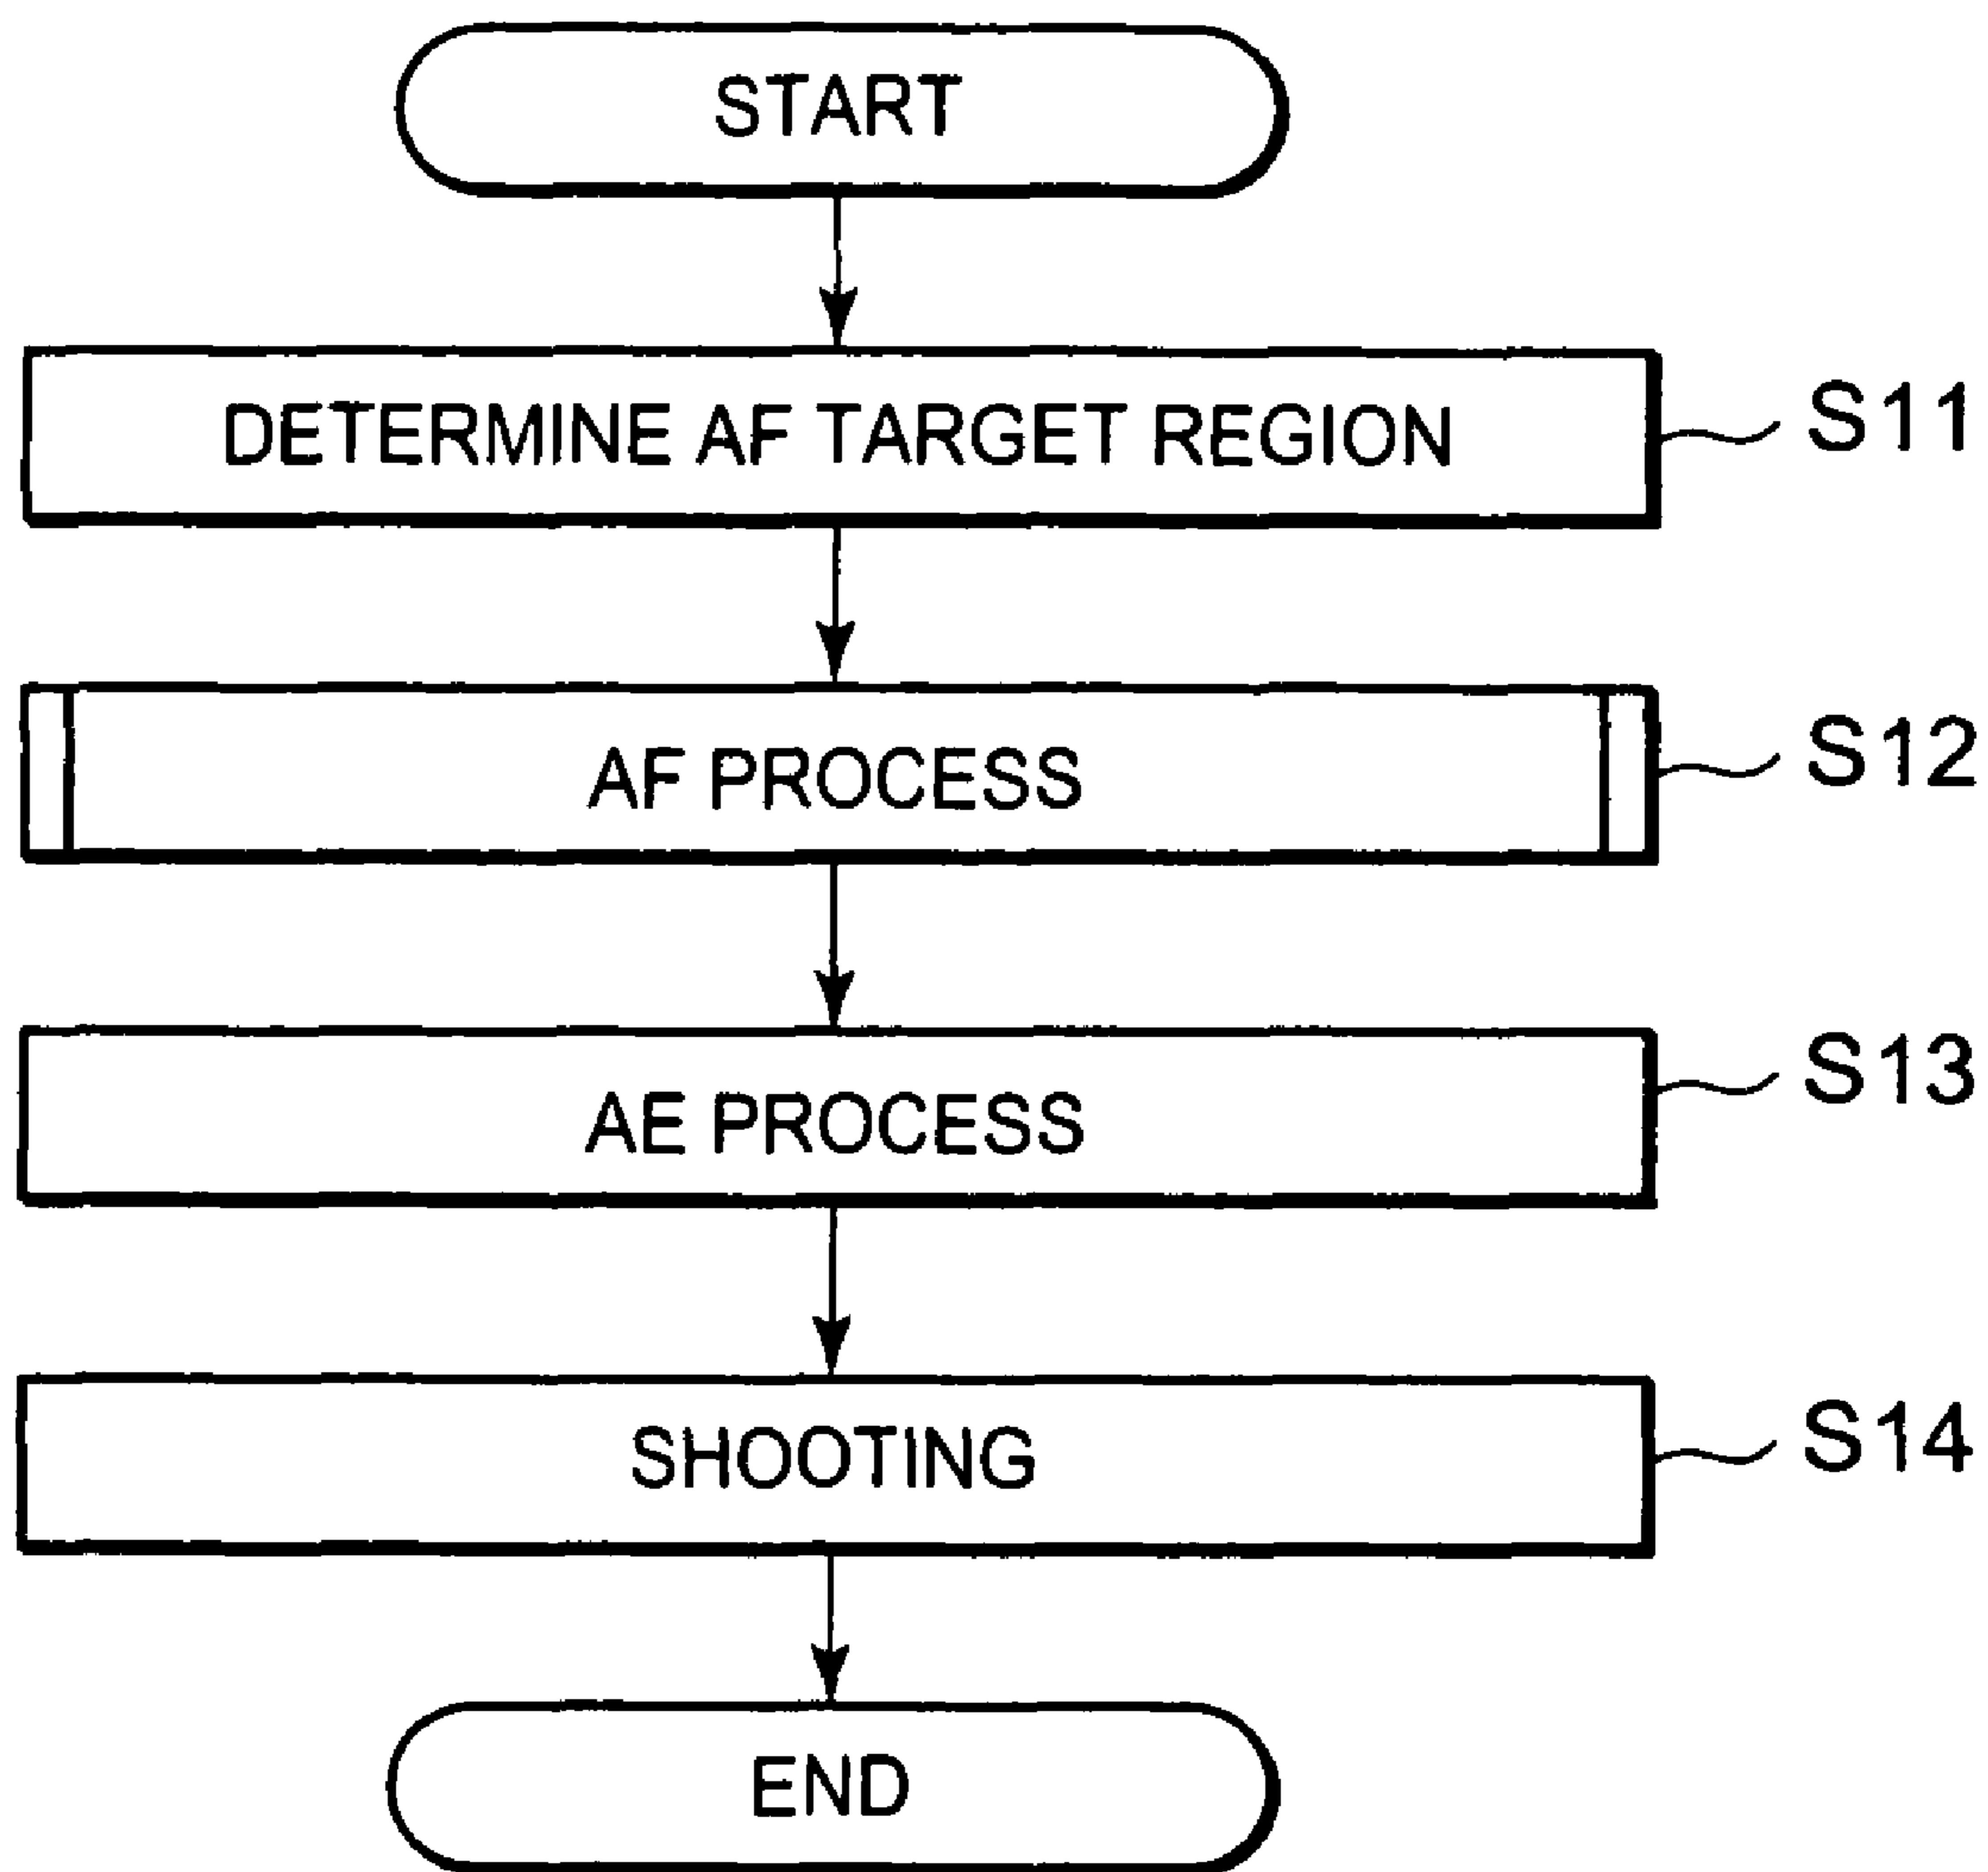 START
DETERMINE AF TARGET REGION
S11
AF PROCESS
S12
AE PROCESS
S13
SHOOTING
S14
END